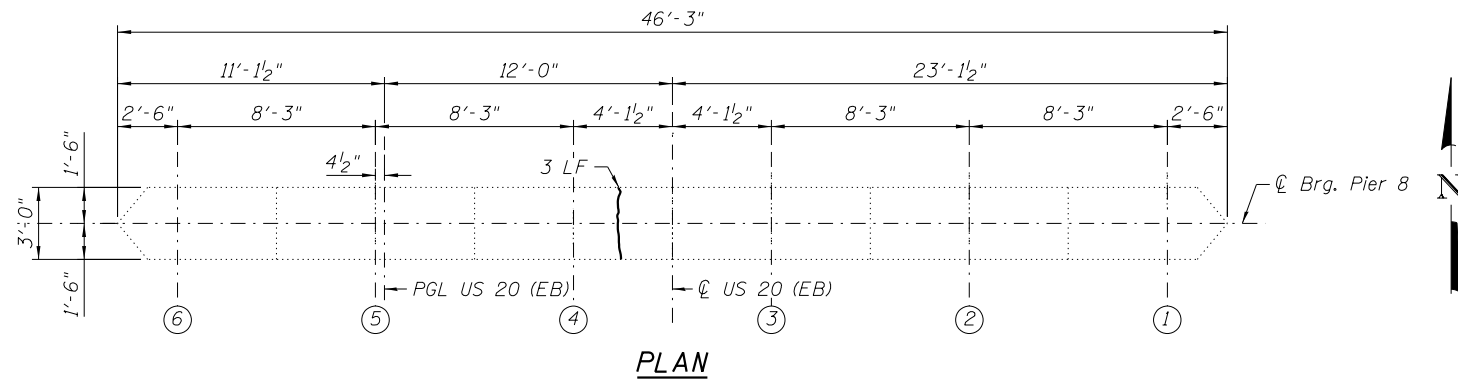 46'-3"
11'-1½" 12'-0" 23'-1½"
2'-6" 8'-3" 8'-3" 4'-1½" 4'-1½" 8'-3" 8'-3" 2'-6"
1'-6"
4½"
3 LF
℄ Brg. Pier 8
N
3'-0"
1'-6"
PGL US 20 (EB)
℄ US 20 (EB)
6 5 4 3 2 1
PLAN